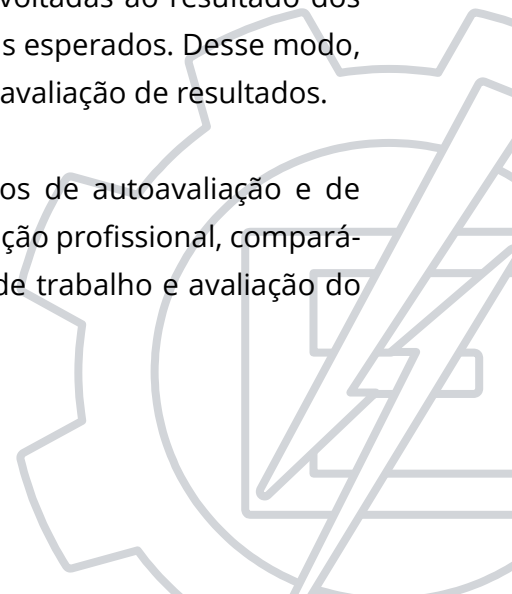 voltadas ao resultado dos
s esperados. Desse modo,
avaliação de resultados.
os de autoavaliação e de
ção profissional, compará-
de trabalho e avaliação do